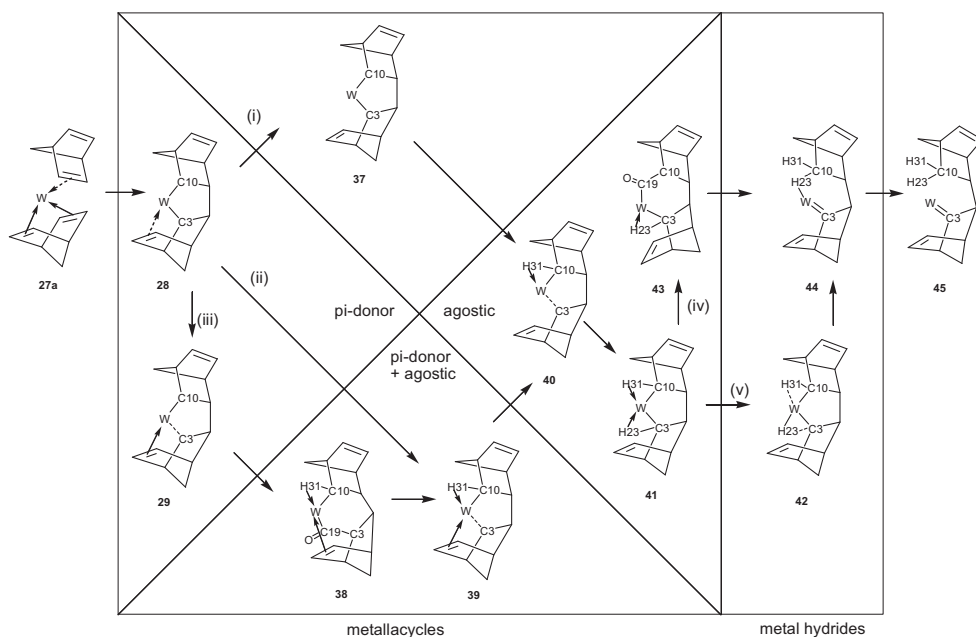 C10
W
C3
37
(i)
W
27a
C10
W
C3
28
(ii)
(iii)
C10
W
C3
29
pi-donor
agostic
pi-donor
+ agostic
H31
C10
W
C3
40
O
C19
W
C3
H23
43
H31
C10
H23
W
C3
44
H31
C10
H23
W
C3
45
(iv)
(v)
H31
C10
W
H23
C3
41
H31
C10
W
H23
C3
42
H31
C10
W
C19
C3
O
38
H31
C10
W
C3
39
metallacycles
metal hydrides